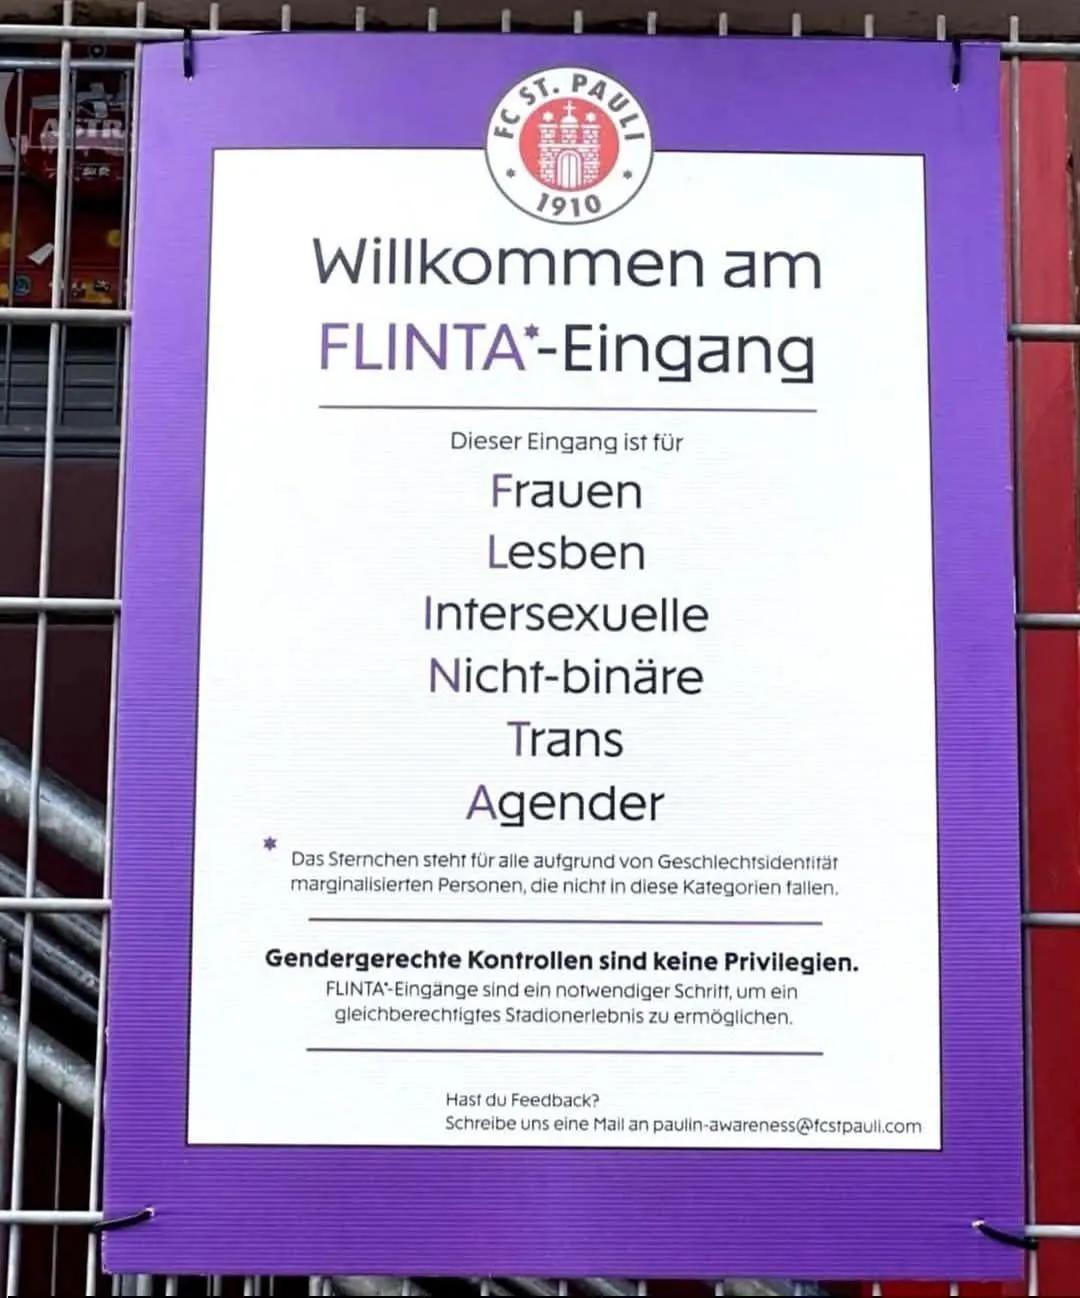 FC ST. PAULI
1910
Willkommen am
FLINTA*-Eingang
Dieser Eingang ist für
Frauen
Lesben
Intersexuelle
Nicht-binäre
Trans
Agender
* Das Sternchen steht für alle aufgrund von Geschlechtsidentität
marginalisierten Personen, die nicht in diese Kategorien fallen.
Gendergerechte Kontrollen sind keine Privilegien.
FLINTA*-Eingänge sind ein notwendiger Schritt, um ein
gleichberechtigtes Stadionerlebnis zu ermöglichen.
Hast du Feedback?
Schreibe uns eine Mail an paulin-awareness@fcstpauli.com